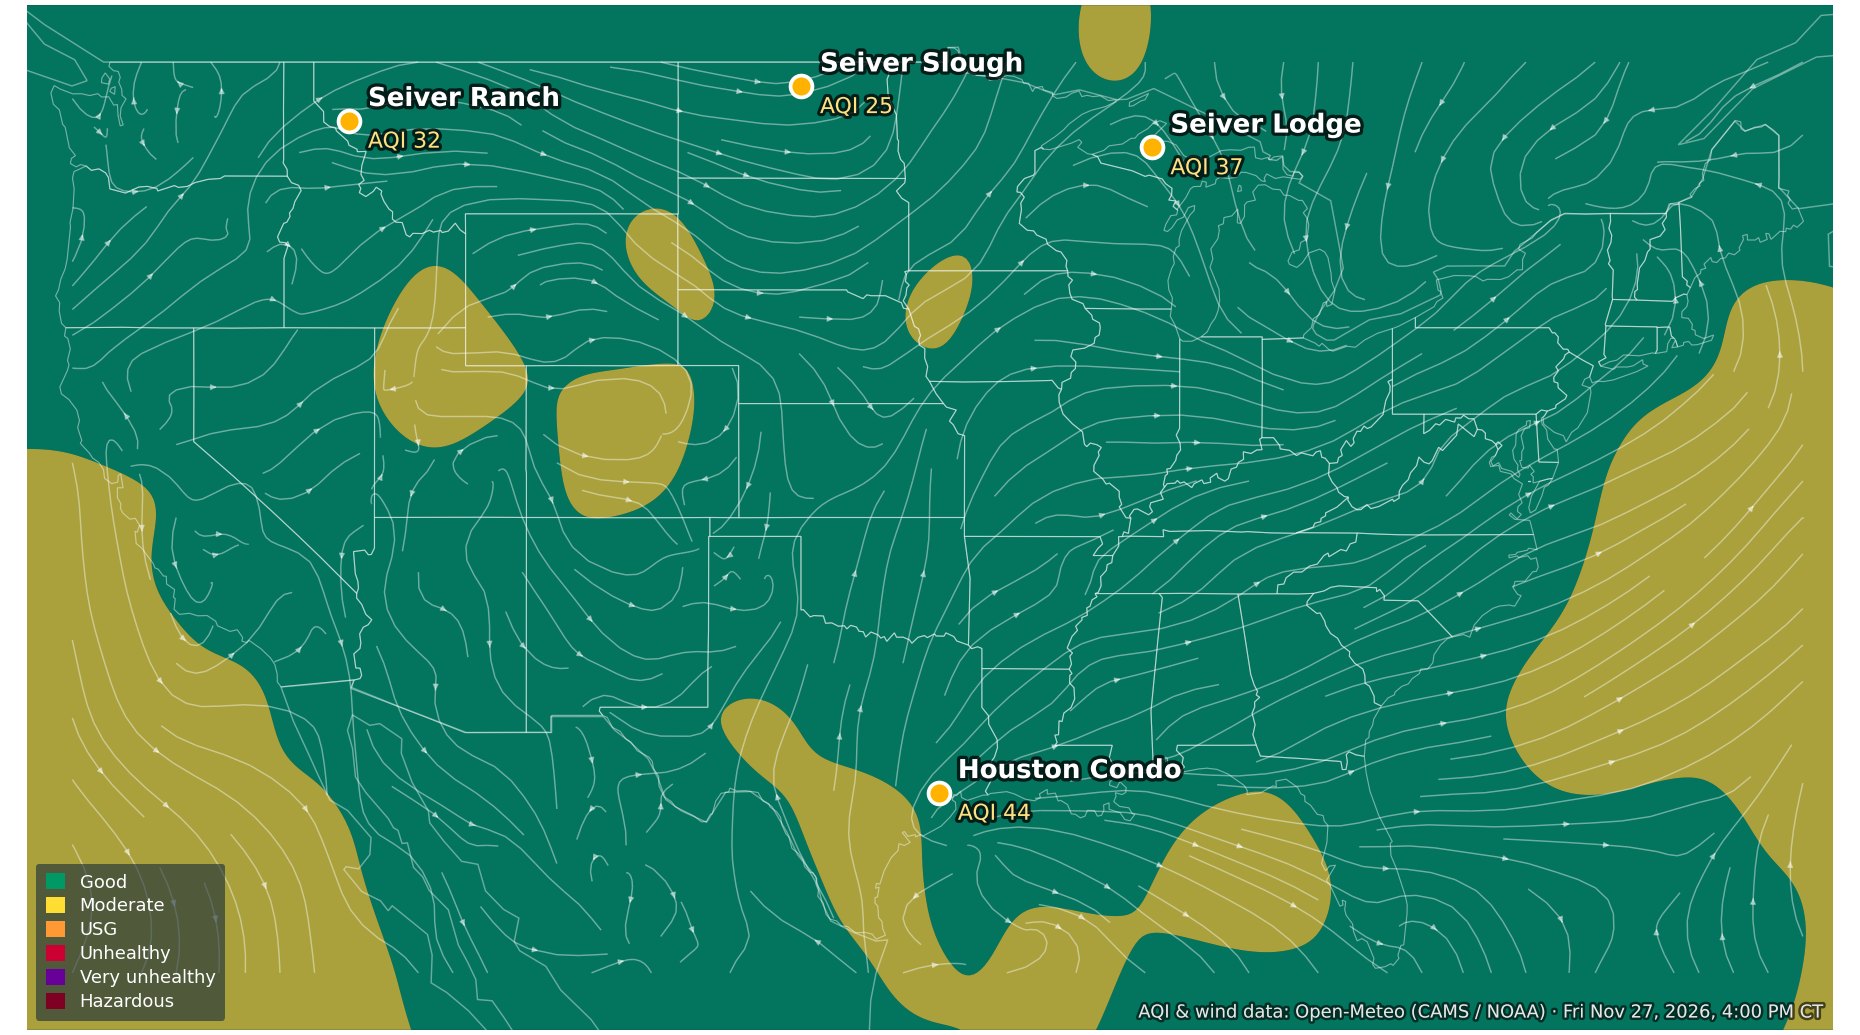 Seiver Slough
AQI 25
Seiver Ranch
AQI 32
Seiver Lodge
AQI 37
Houston Condo
AQI 44
Good
Moderate
USG
Unhealthy
Very unhealthy
Hazardous
AQI & wind data: Open-Meteo (CAMS / NOAA) · Fri Nov 27, 2026, 4:00 PM CT